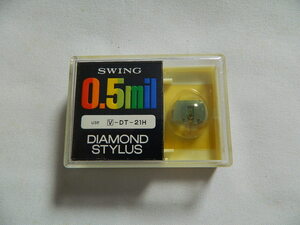 SWING
0.5mil
USE V-DT-21H
DIAMOND
STYLUS